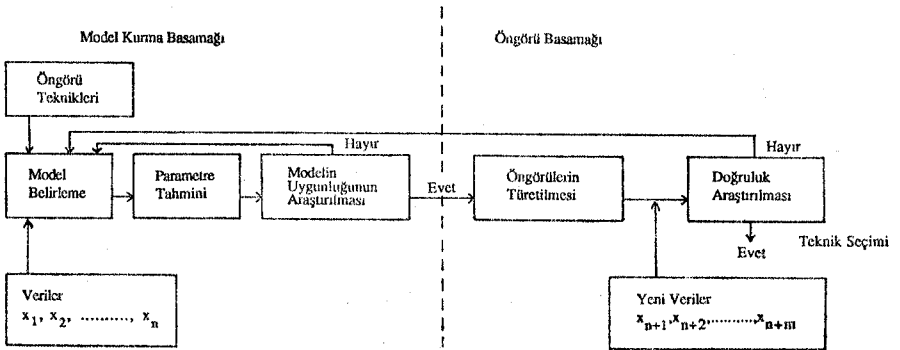 Model Kurma Basamağı
Öngörü Basamağı
Öngörü
Teknikleri
Hayır
Hayır
Model
Belirleme
Parametre
Tahmini
Modelin
Uygunluğunun
Araştırılması
Evet
Öngörülerin
Türetilmesi
Doğruluk
Araştırılması
Evet
Teknik Seçimi
Veriler
x1, x2, .........., xn
Yeni Veriler
xn+1,xn+2,..........,xn+m